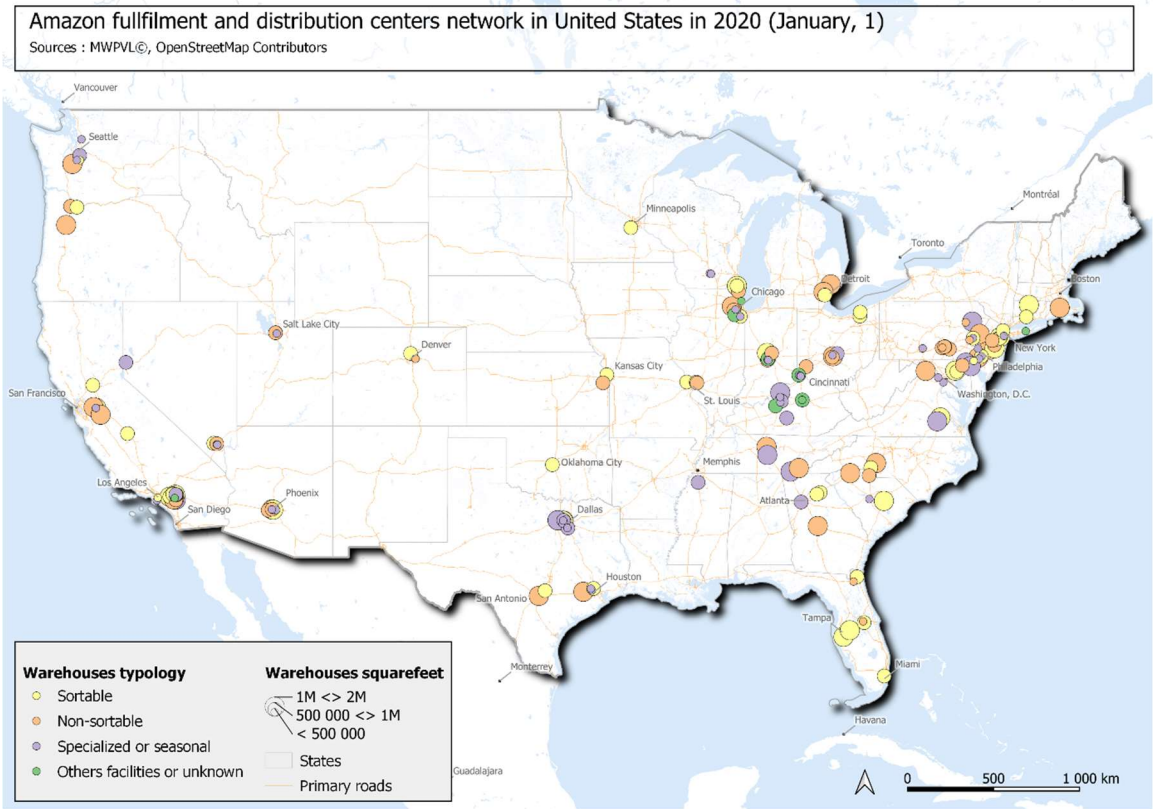 Amazon fullfilment and distribution centers network in United States in 2020 (January, 1)
Sources : MWPVL©, OpenStreetMap Contributors
Vancouver
Seattle
Minneapolis
Montréal
Toronto
Detroit
Boston
Chicago
Salt Lake City
Denver
New York
Kansas City
Philadelphia
Cincinnati
San Francisco
St. Louis
Washington, D.C.
Oklahoma City
Memphis
Los Angeles
Phoenix
Atlanta
San Diego
Dallas
Houston
San Antonio
Tampa
Miami
Monterrey
Havana
Guadalajara
Warehouses typology
Sortable
Non-sortable
Specialized or seasonal
Others facilities or unknown
Warehouses squarefeet
1M <> 2M
500 000 <> 1M
< 500 000
States
Primary roads
0 500 1 000 km